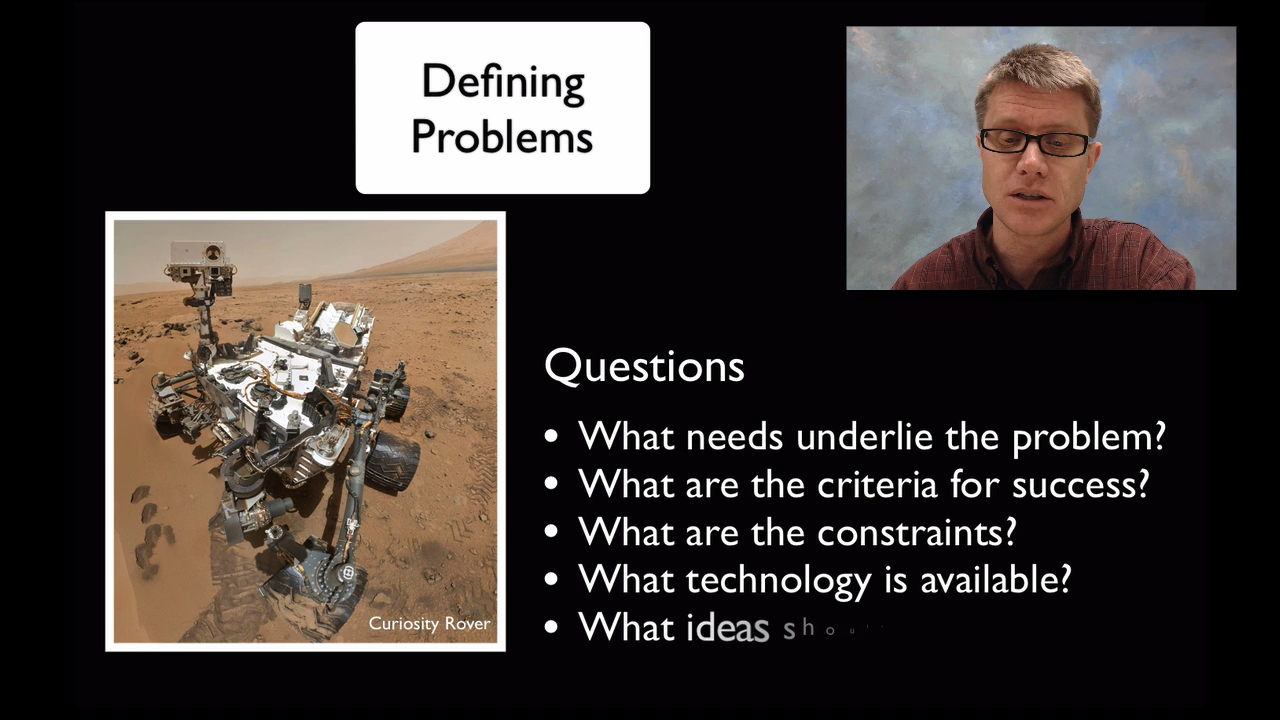 Defining
Problems
Curiosity Rover
Questions
• What needs underlie the problem?
• What are the criteria for success?
• What are the constraints?
• What technology is available?
• What ideas